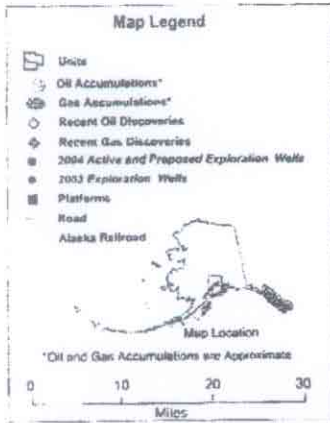 Map Legend
Units
Oil Accumulations*
Gas Accumulations*
Recent Oil Discoveries
Recent Gas Discoveries
2004 Active and Proposed Exploration Wells
2003 Exploration Wells
Platforms
Road
Alaska Railroad
Map Location
*Oil and Gas Accumulations are Approximate
0 10 20 30
Miles